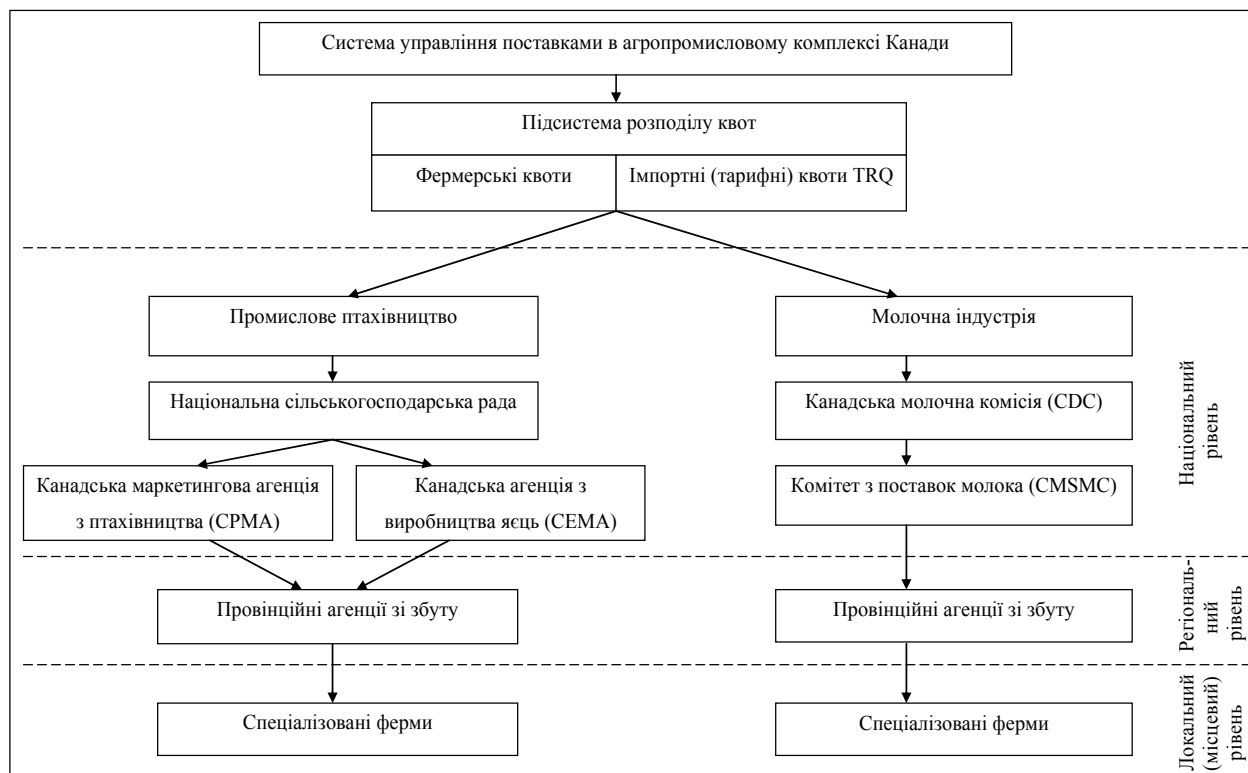 Система управління поставками в агропромисловому комплексі Канади
Підсистема розподілу квот
Фермерські квоти
Імпортні (тарифні) квоти TRQ
Промислове птахівництво
Молочна індустрія
Національна сільськогосподарська рада
Канадська молочна комісія (CDC)
Канадська маркетингова агенція
з птахівництва (CPMA)
Канадська агенція з
виробництва яєць (CEMA)
Комітет з поставок молока (CMSMC)
Національний
рівень
Провінційні агенції зі збуту
Провінційні агенції зі збуту
Регіональ-
ний
рівень
Спеціалізовані ферми
Спеціалізовані ферми
Локальний
(місцевий)
рівень